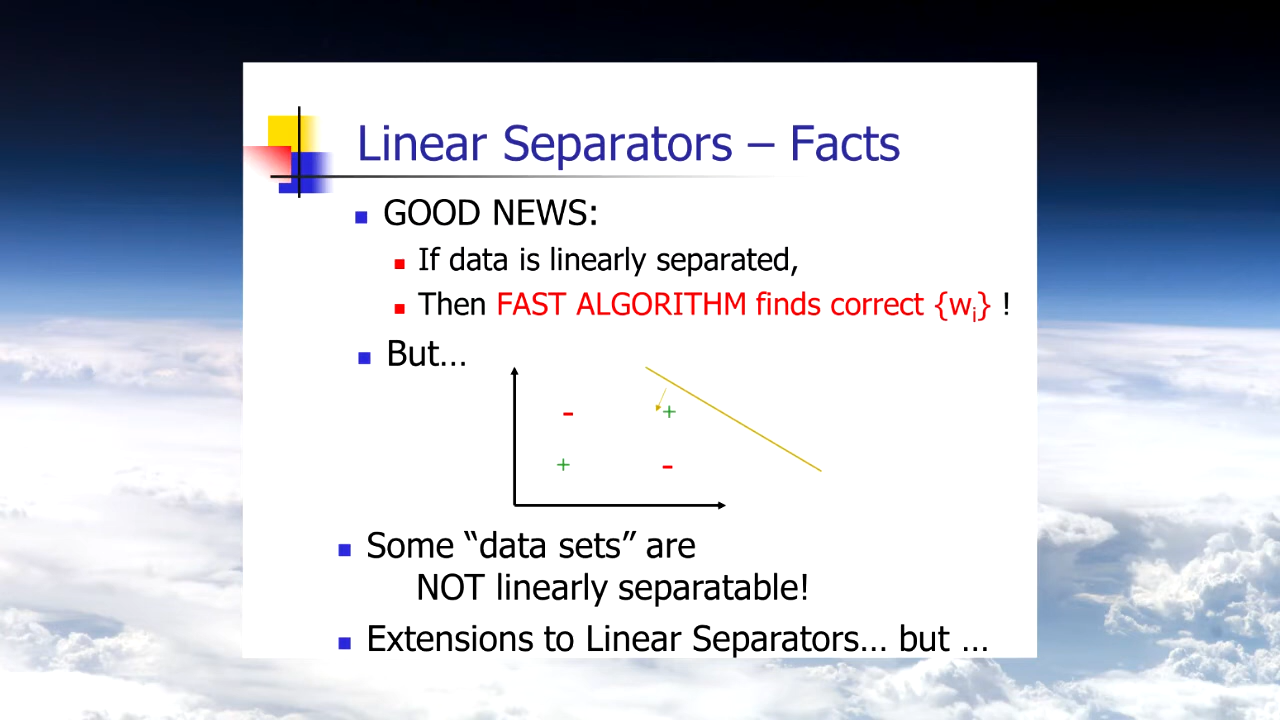 Linear Separators – Facts
GOOD NEWS:
If data is linearly separated,
Then FAST ALGORITHM finds correct {wi} !
But…
- +
+ -
Some “data sets” are
NOT linearly separatable!
Extensions to Linear Separators… but …